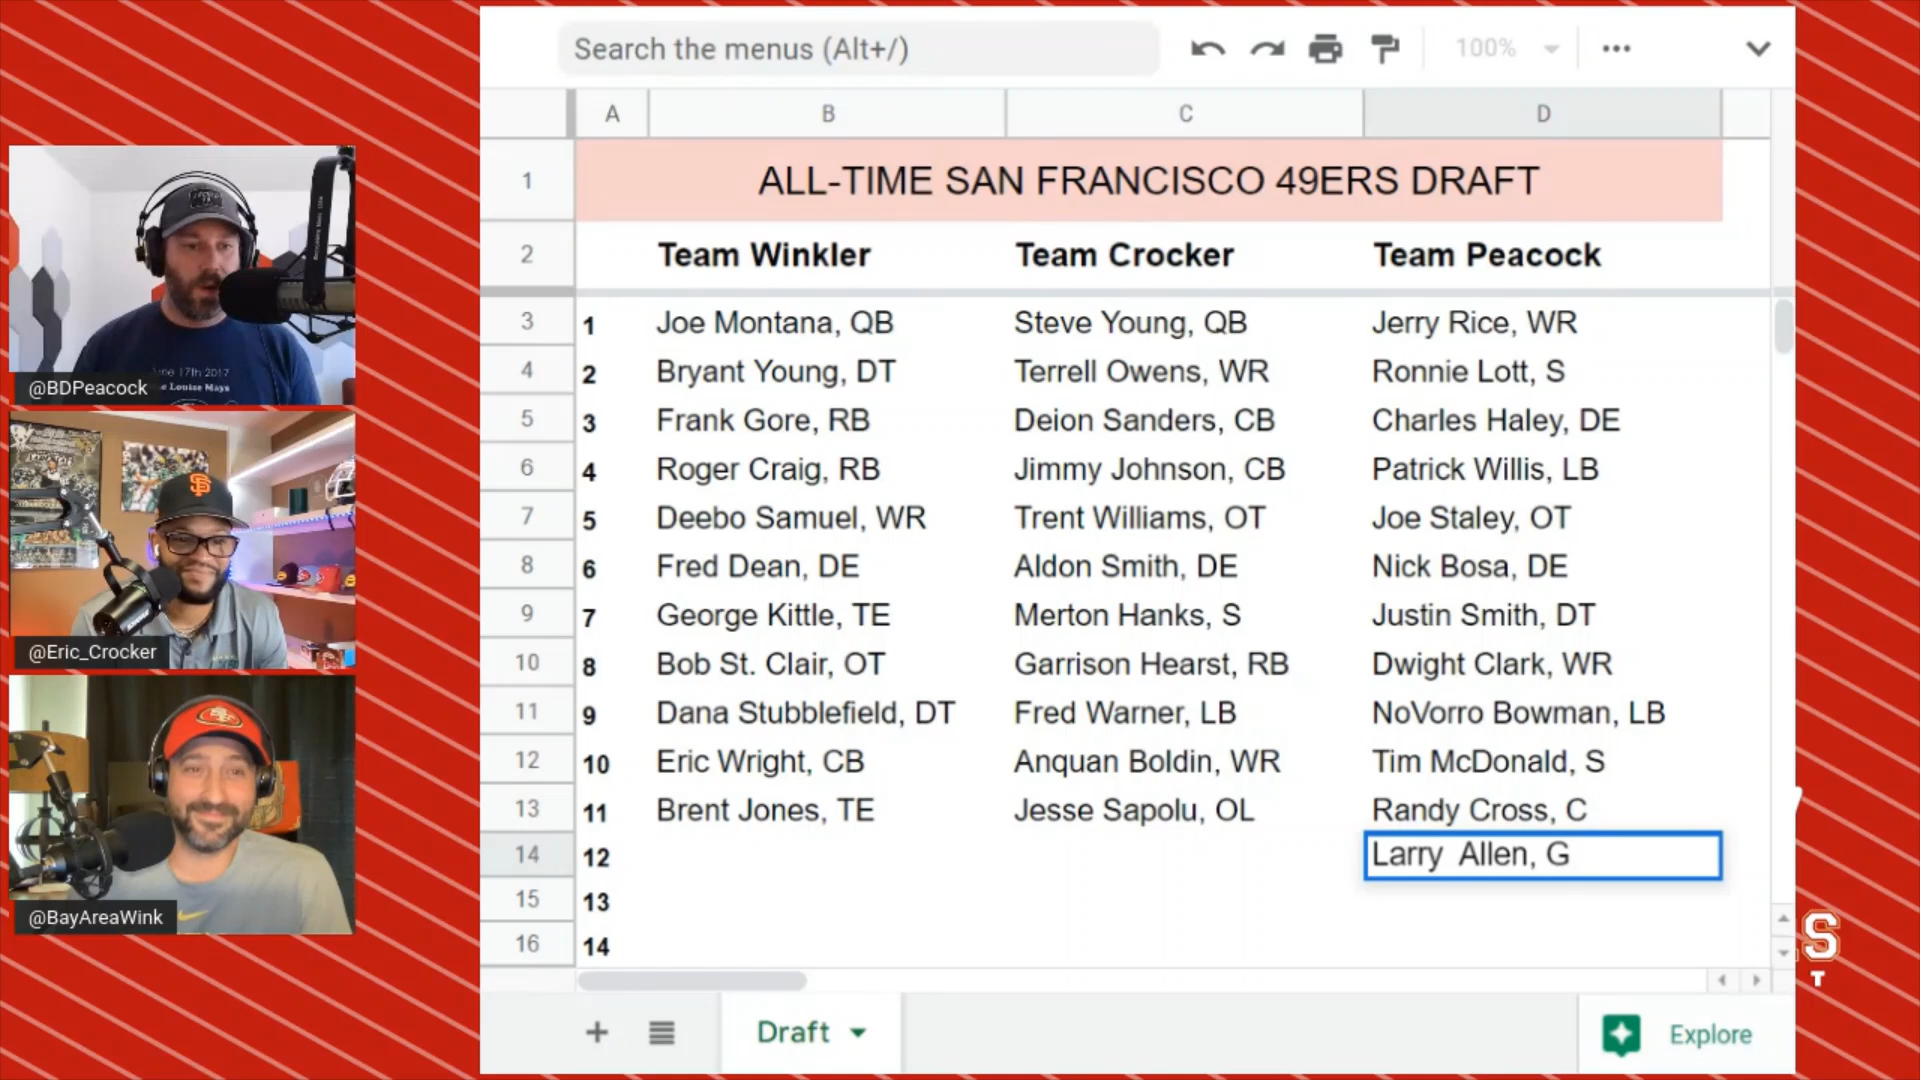 Search the menus (Alt+/)
100%
A B C D
1 ALL-TIME SAN FRANCISCO 49ERS DRAFT
2 Team Winkler Team Crocker Team Peacock
3 1 Joe Montana, QB Steve Young, QB Jerry Rice, WR
4 2 Bryant Young, DT Terrell Owens, WR Ronnie Lott, S
5 3 Frank Gore, RB Deion Sanders, CB Charles Haley, DE
6 4 Roger Craig, RB Jimmy Johnson, CB Patrick Willis, LB
7 5 Deebo Samuel, WR Trent Williams, OT Joe Staley, OT
8 6 Fred Dean, DE Aldon Smith, DE Nick Bosa, DE
9 7 George Kittle, TE Merton Hanks, S Justin Smith, DT
10 8 Bob St. Clair, OT Garrison Hearst, RB Dwight Clark, WR
11 9 Dana Stubblefield, DT Fred Warner, LB NoVorro Bowman, LB
12 10 Eric Wright, CB Anquan Boldin, WR Tim McDonald, S
13 11 Brent Jones, TE Jesse Sapolu, OL Randy Cross, C
14 12 Larry Allen, G
15 13
16 14
Draft
Explore
une 17th 2017
e Louise Mays
@BDPeacock
SF
@Eric_Crocker
SF
@BayAreaWink
S
T